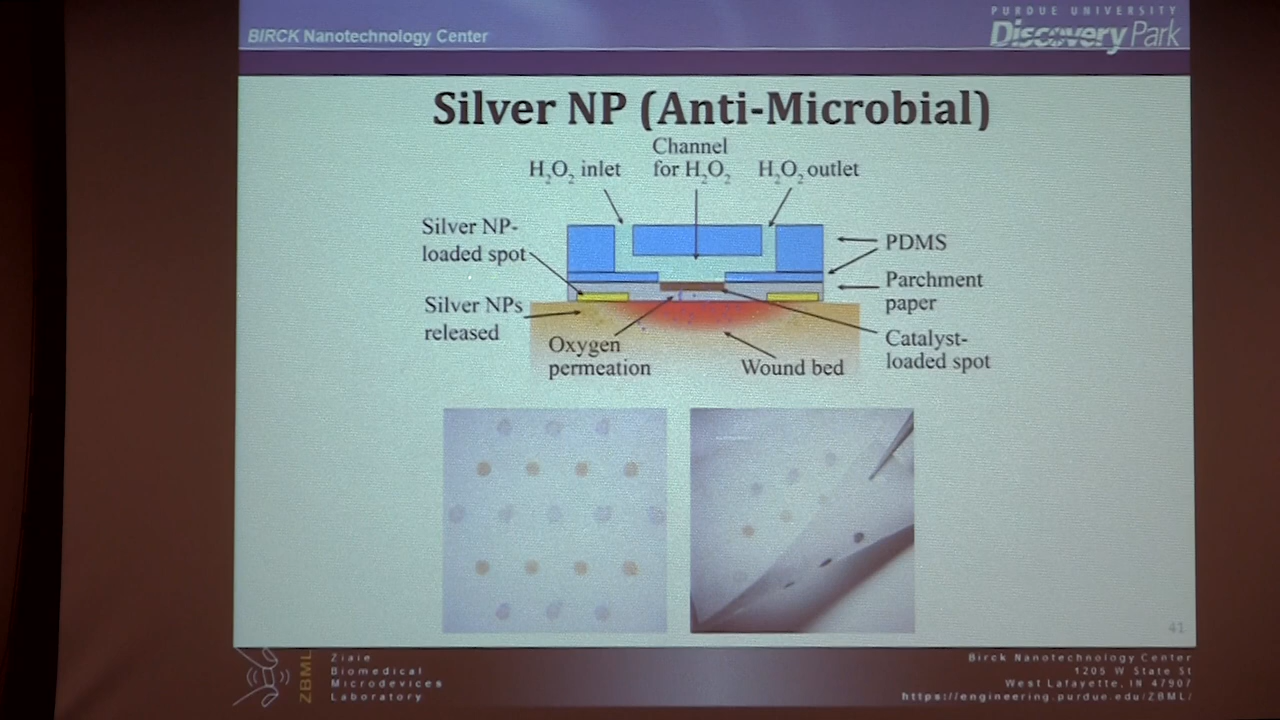 BIRCK Nanotechnology Center
PURDUE UNIVERSITY
Discovery Park
Silver NP (Anti-Microbial)
Channel
for H₂O₂
H₂O₂ inlet
H₂O₂ outlet
Silver NP-
loaded spot
PDMS
Parchment
paper
Silver NPs
released
Oxygen
permeation
Wound bed
Catalyst-
loaded spot
41
ZBML
Ziaie
Biomedical
Microdevices
Laboratory
Birck Nanotechnology Center
1205 W State St
West Lafayette, IN 47907
https://engineering.purdue.edu/ZBML/